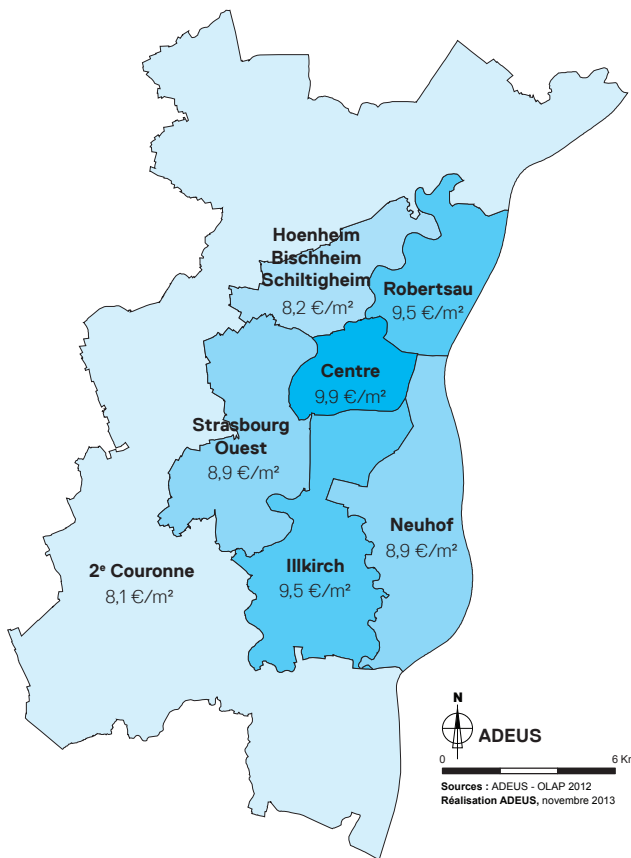 Hoenheim
Bischheim
Schiltigheim
8,2 €/m²
Robertsau
9,5 €/m²
Centre
9,9 €/m²
Strasbourg
Ouest
8,9 €/m²
Neuhof
8,9 €/m²
2e Couronne
8,1 €/m²
Illkirch
9,5 €/m²
N
ADEUS
0 6 Km
Sources : ADEUS - OLAP 2012
Réalisation ADEUS, novembre 2013